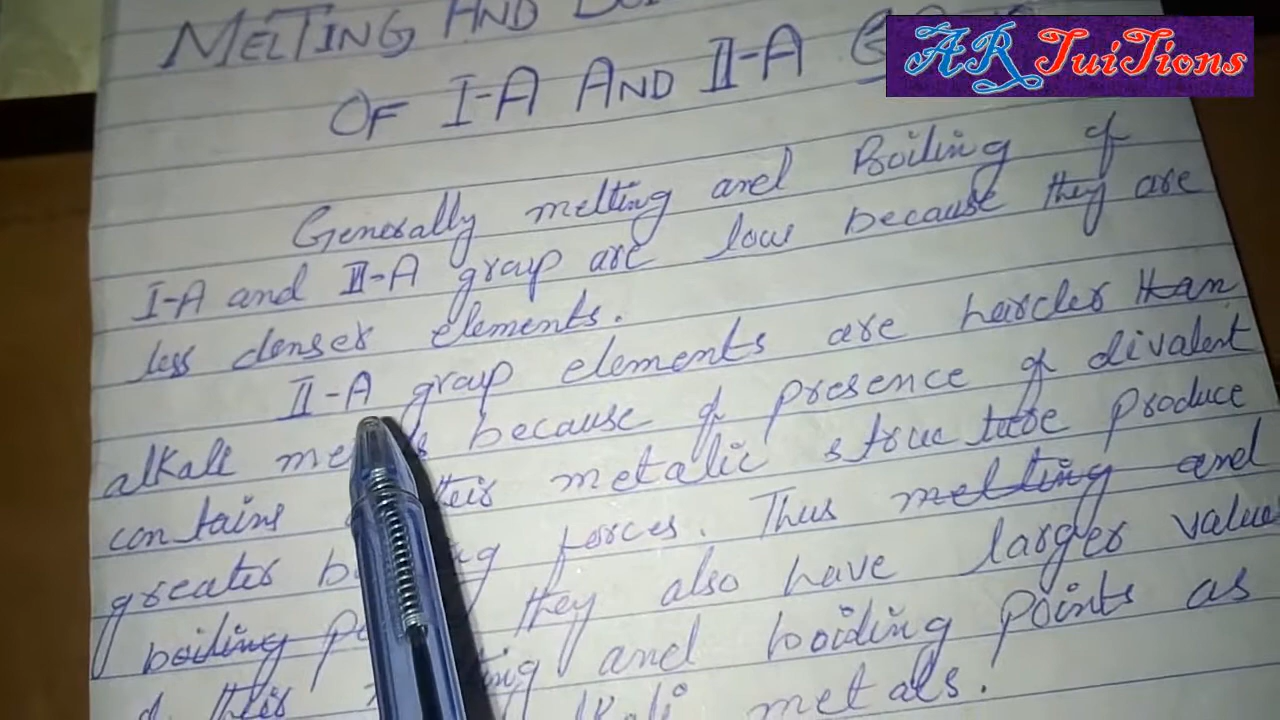 MELTING AND
AR TuiTions
OF I-A AND II-A
Generally melting and Boiling of
I-A and II-A group are low because they are
less denser elements.
II-A group elements are harder than
alkali because of presence of divalent
contains metalic structure produce
greater forces. Thus melting and
boiling they also have larger value
and boiding points as
metals.